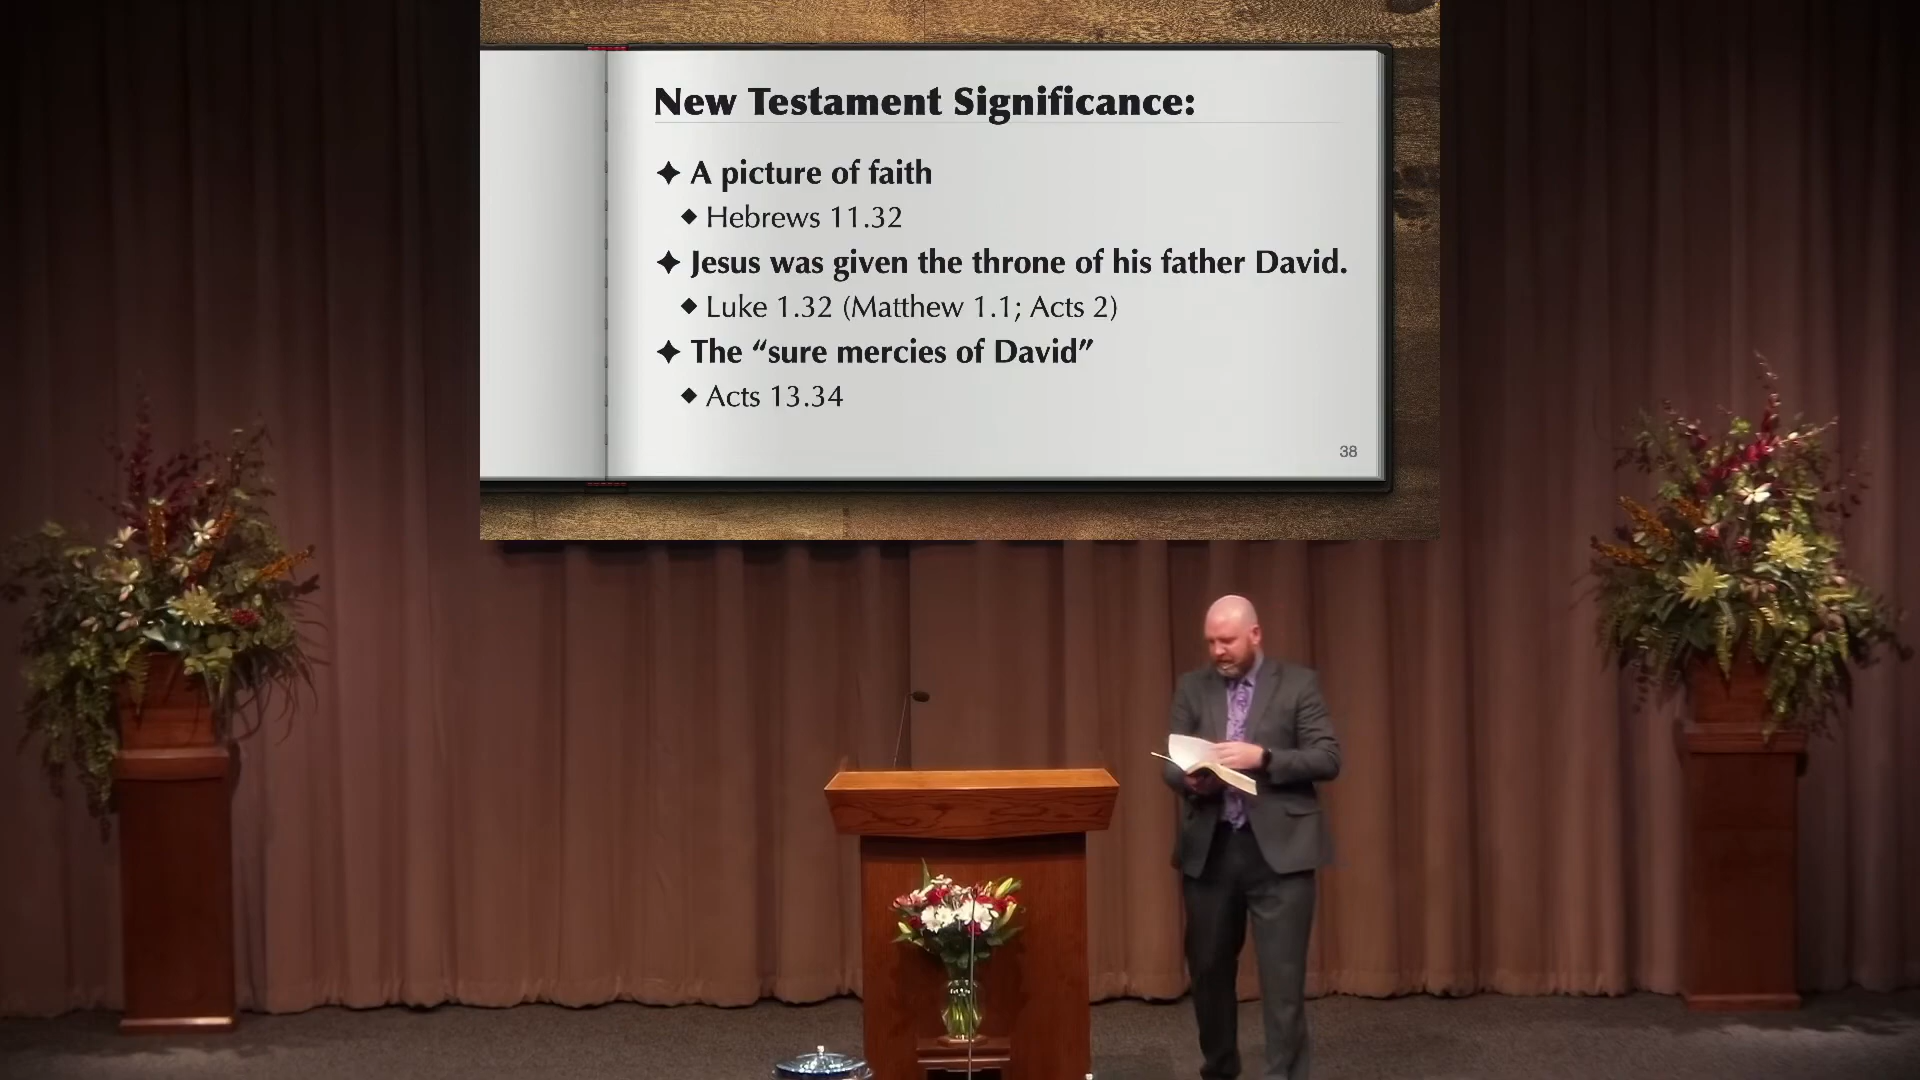 New Testament Significance:
✦ A picture of faith
◆ Hebrews 11.32
✦ Jesus was given the throne of his father David.
◆ Luke 1.32 (Matthew 1.1; Acts 2)
✦ The “sure mercies of David”
◆ Acts 13.34
38